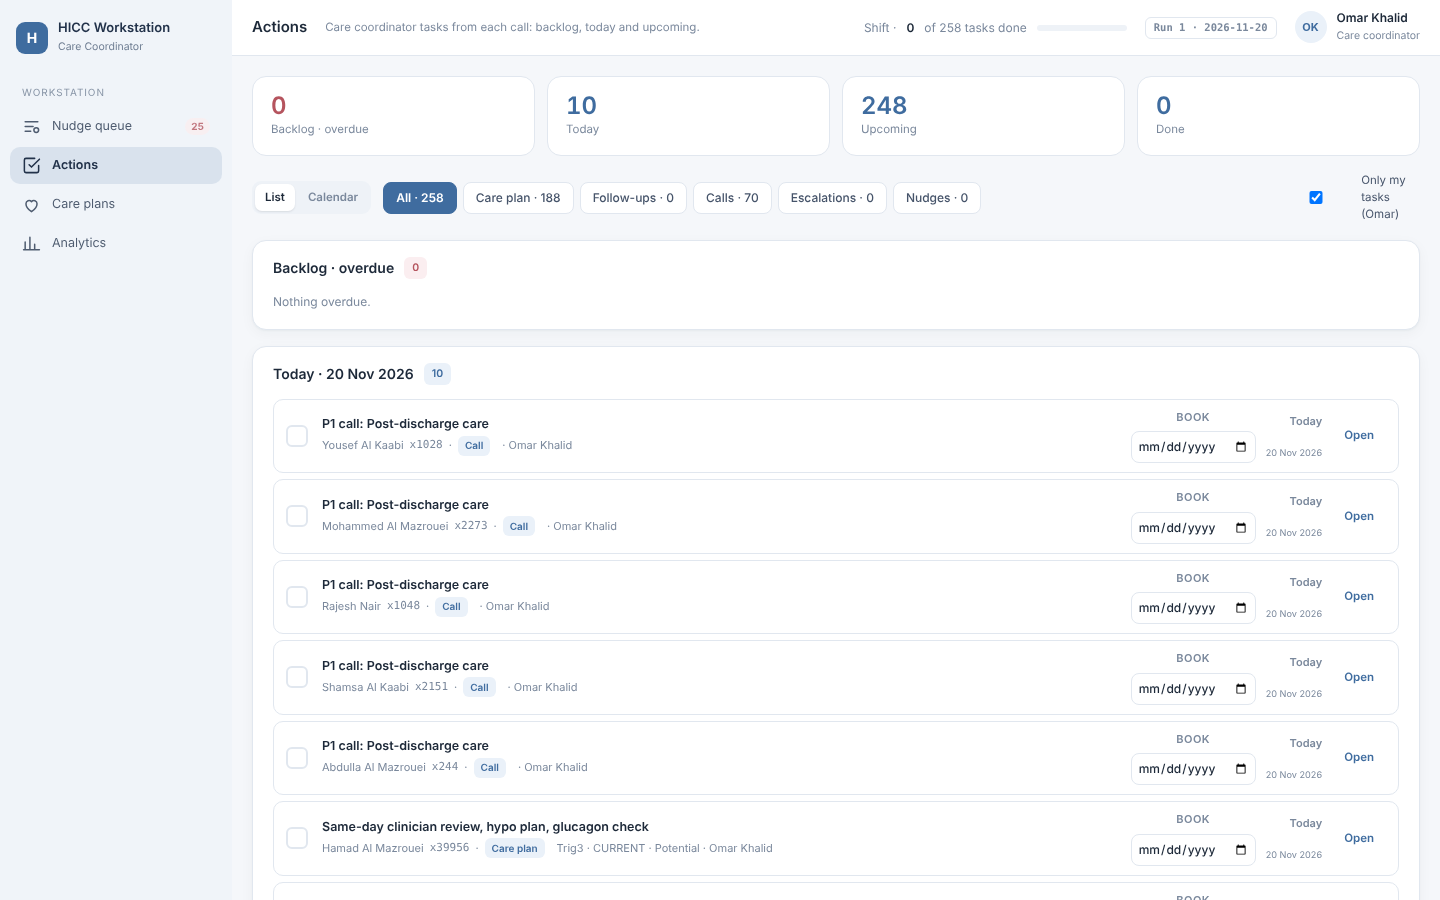 H
HICC Workstation
Care Coordinator
WORKSTATION
Nudge queue 25
Actions
Care plans
Analytics
Actions Care coordinator tasks from each call: backlog, today and upcoming.
Shift · 0 of 258 tasks done
Run 1 · 2026-11-20
OK
Omar Khalid
Care coordinator
0
Backlog · overdue
10
Today
248
Upcoming
0
Done
List Calendar
All · 258
Care plan · 188
Follow-ups · 0
Calls · 70
Escalations · 0
Nudges · 0
Only my
tasks
(Omar)
Backlog · overdue 0
Nothing overdue.
Today · 20 Nov 2026 10
P1 call: Post-discharge care
Yousef Al Kaabi x1028 · Call · Omar Khalid
BOOK
mm/dd/yyyy
Today
20 Nov 2026
Open
P1 call: Post-discharge care
Mohammed Al Mazrouei x2273 · Call · Omar Khalid
BOOK
mm/dd/yyyy
Today
20 Nov 2026
Open
P1 call: Post-discharge care
Rajesh Nair x1048 · Call · Omar Khalid
BOOK
mm/dd/yyyy
Today
20 Nov 2026
Open
P1 call: Post-discharge care
Shamsa Al Kaabi x2151 · Call · Omar Khalid
BOOK
mm/dd/yyyy
Today
20 Nov 2026
Open
P1 call: Post-discharge care
Abdulla Al Mazrouei x244 · Call · Omar Khalid
BOOK
mm/dd/yyyy
Today
20 Nov 2026
Open
Same-day clinician review, hypo plan, glucagon check
Hamad Al Mazrouei x39956 · Care plan Trig3 · CURRENT · Potential · Omar Khalid
BOOK
mm/dd/yyyy
Today
20 Nov 2026
Open